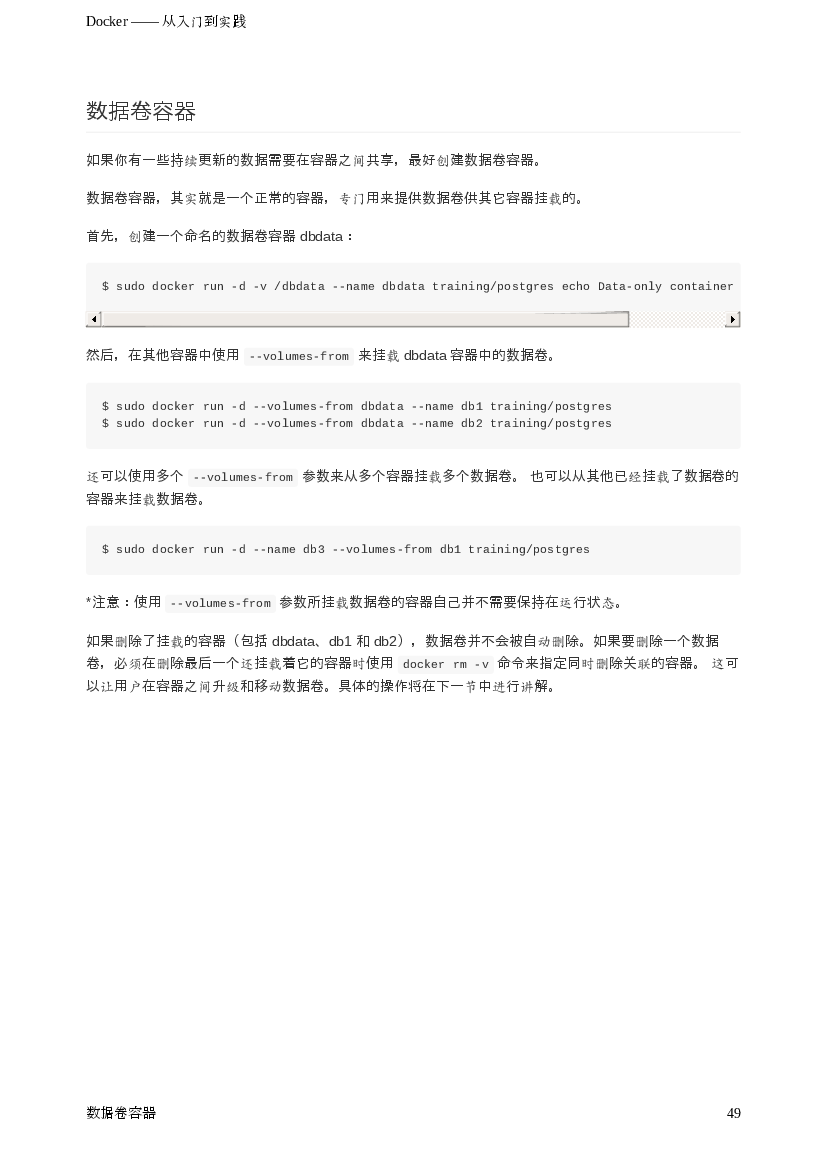 Docker —— 从入门到实践
数据卷容器
如果你有一些持续更新的数据需要在容器之间共享，最好创建数据卷容器。
数据卷容器，其实就是一个正常的容器，专门用来提供数据卷供其它容器挂载的。
首先，创建一个命名的数据卷容器 dbdata：
$ sudo docker run -d -v /dbdata --name dbdata training/postgres echo Data-only container
然后，在其他容器中使用 --volumes-from 来挂载 dbdata 容器中的数据卷。
$ sudo docker run -d --volumes-from dbdata --name db1 training/postgres
$ sudo docker run -d --volumes-from dbdata --name db2 training/postgres
还可以使用多个 --volumes-from 参数来从多个容器挂载多个数据卷。 也可以从其他已经挂载了数据卷的
容器来挂载数据卷。
$ sudo docker run -d --name db3 --volumes-from db1 training/postgres
*注意：使用 --volumes-from 参数所挂载数据卷的容器自己并不需要保持在运行状态。
如果删除了挂载的容器（包括 dbdata、db1 和 db2），数据卷并不会被自动删除。如果要删除一个数据
卷，必须在删除最后一个还挂载着它的容器时使用 docker rm -v 命令来指定同时删除关联的容器。 这可
以让用户在容器之间升级和移动数据卷。具体的操作将在下一节中进行讲解。
数据卷容器 49